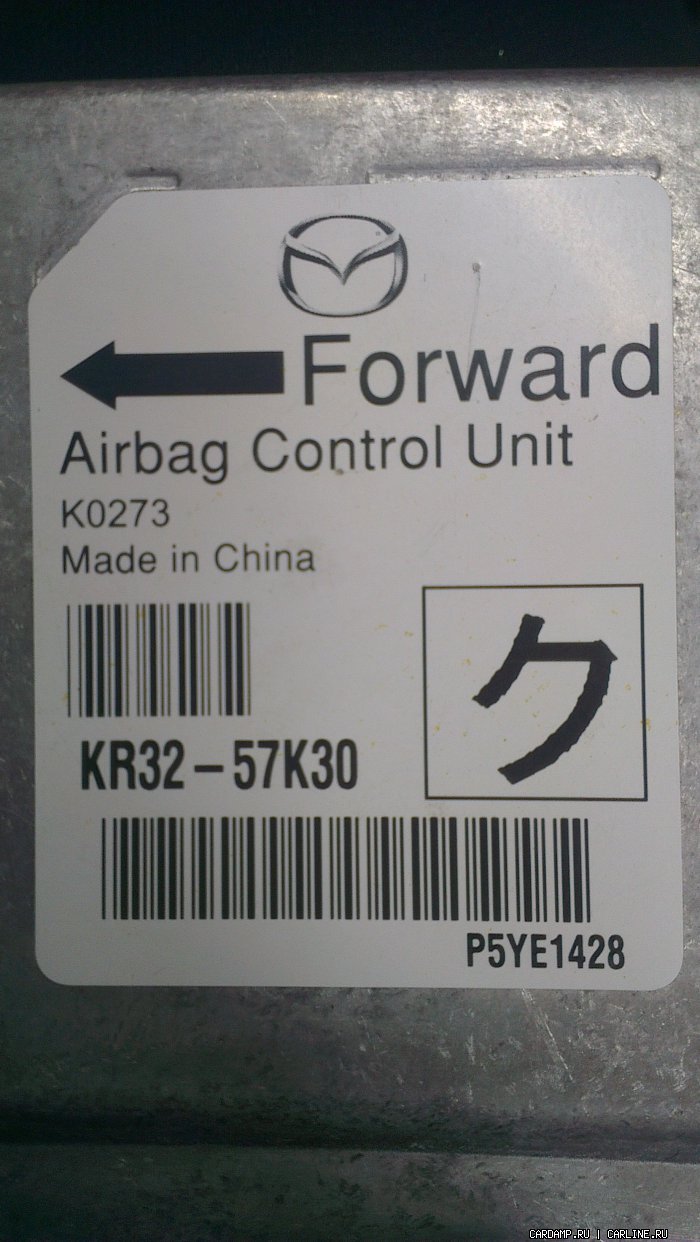 Forward
Airbag Control Unit
K0273
Made in China
ク
KR32-57K30
P5YE1428
CARDAMP.RU | CARLINE.RU